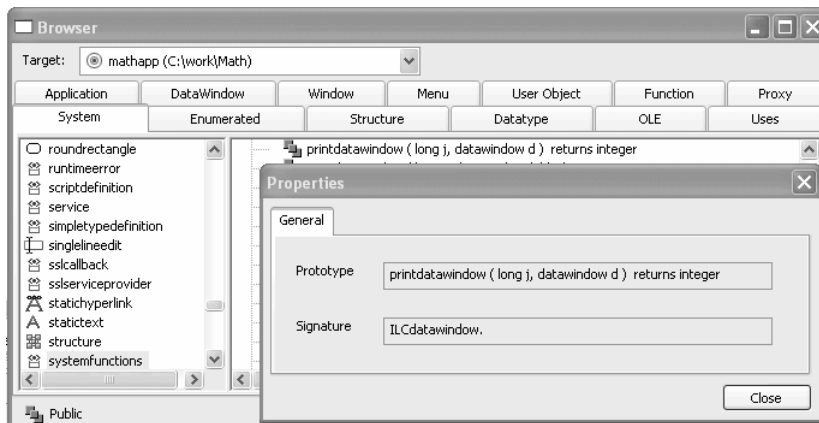 Browser
Target: mathapp (C:\work\Math)
Application DataWindow Window Menu User Object Function Proxy
System Enumerated Structure Datatype OLE Uses
roundrectangle
runtimeerror
scriptdefinition
service
simpletypedefinition
singlelineedit
sslcallback
sslserviceprovider
statichyperlink
statictext
structure
systemfunctions
printdatawindow ( long j, datawindow d ) returns integer
Properties
General
Prototype printdatawindow ( long j, datawindow d ) returns integer
Signature ILCdatawindow.
Close
Public